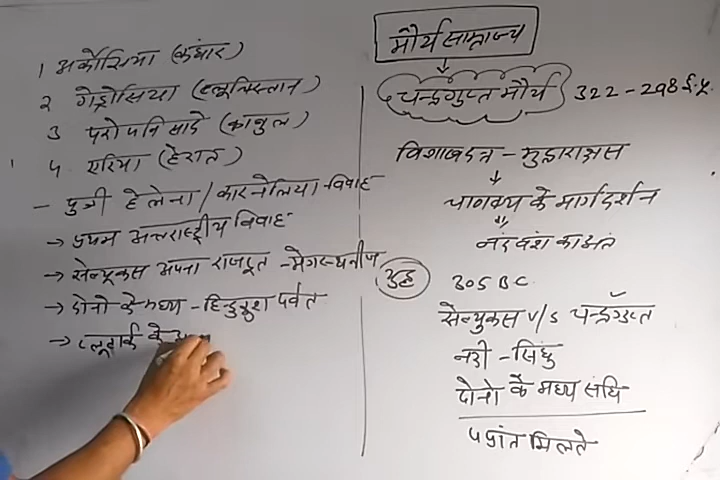 मौर्य साम्राज्य
चन्द्रगुप्त मौर्य 322-298 ई.पू.
विशाखदत्त - मुद्राराक्षस
चाणक्य के मार्गदर्शन
नंदवंश का अंत
युद्ध 305 BC
सेल्युकस v/s चन्द्रगुप्त
नदी - सिंधु
दोनो के मध्य संधि
4 प्रांत मिलते
1 अर्कोसिया (कंधार)
2 गेड्रोसिया (बलूचिस्तान)
3 परोपनिसाडे (काबुल)
4. एरिया (हेरात)
- पुत्री हेलेना / कारनेलिया - विवाह
→ प्रथम अन्तराष्ट्रीय विवाह
→ सेल्यूकस अपना राजदूत - मेगस्थनीज
→ दोनो के मध्य - हिन्दुकुश पर्वत
→ प्लूटार्क के